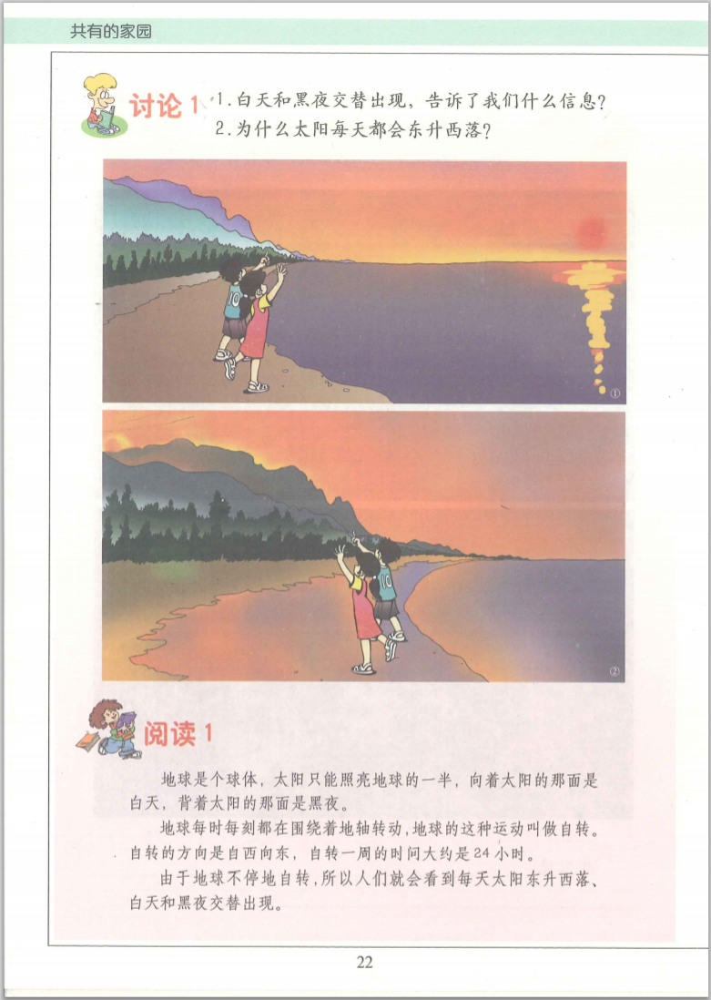 共有的家园
讨论1
1.白天和黑夜交替出现，告诉了我们什么信息？
2.为什么太阳每天都会东升西落？
10
①
10
②
阅读1
地球是个球体，太阳只能照亮地球的一半，向着太阳的那面是
白天，背着太阳的那面是黑夜。
地球每时每刻都在围绕着地轴转动，地球的这种运动叫做自转。
自转的方向是自西向东，自转一周的时间大约是24小时。
由于地球不停地自转，所以人们就会看到每天太阳东升西落、
白天和黑夜交替出现。
22